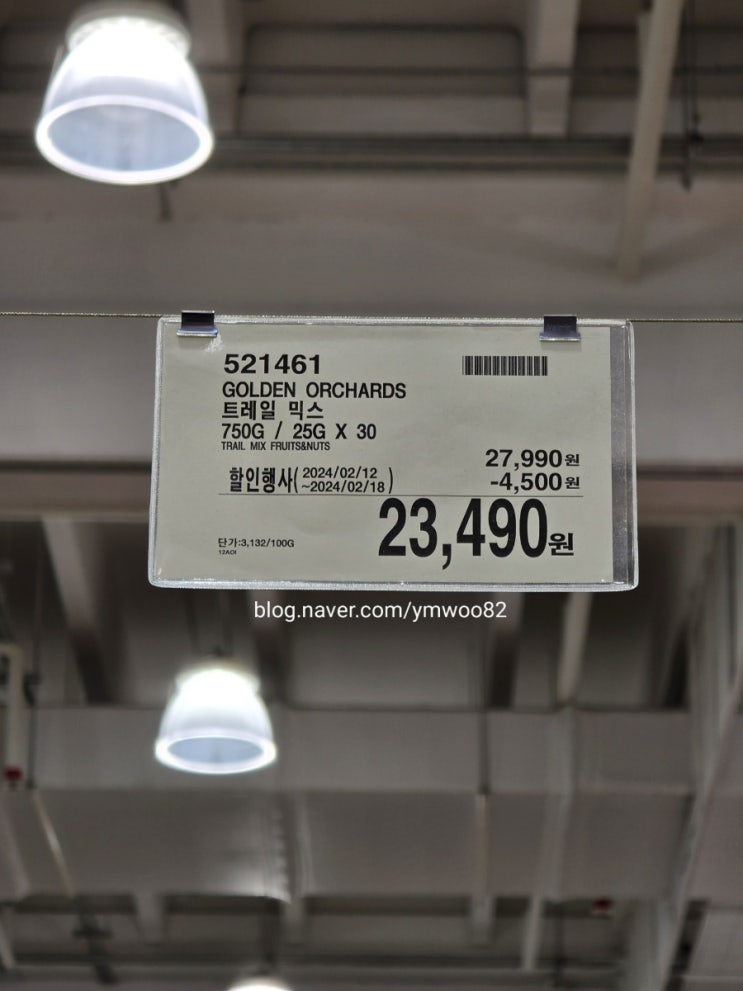 521461
GOLDEN ORCHARDS
트레일 믹스
750G / 25G X 30
TRAIL MIX FRUITS&NUTS
27,990원
할인행사(2024/02/12
~2024/02/18)
-4,500원
23,490원
단가:3,132/100G
12AOI
blog.naver.com/ymwoo82